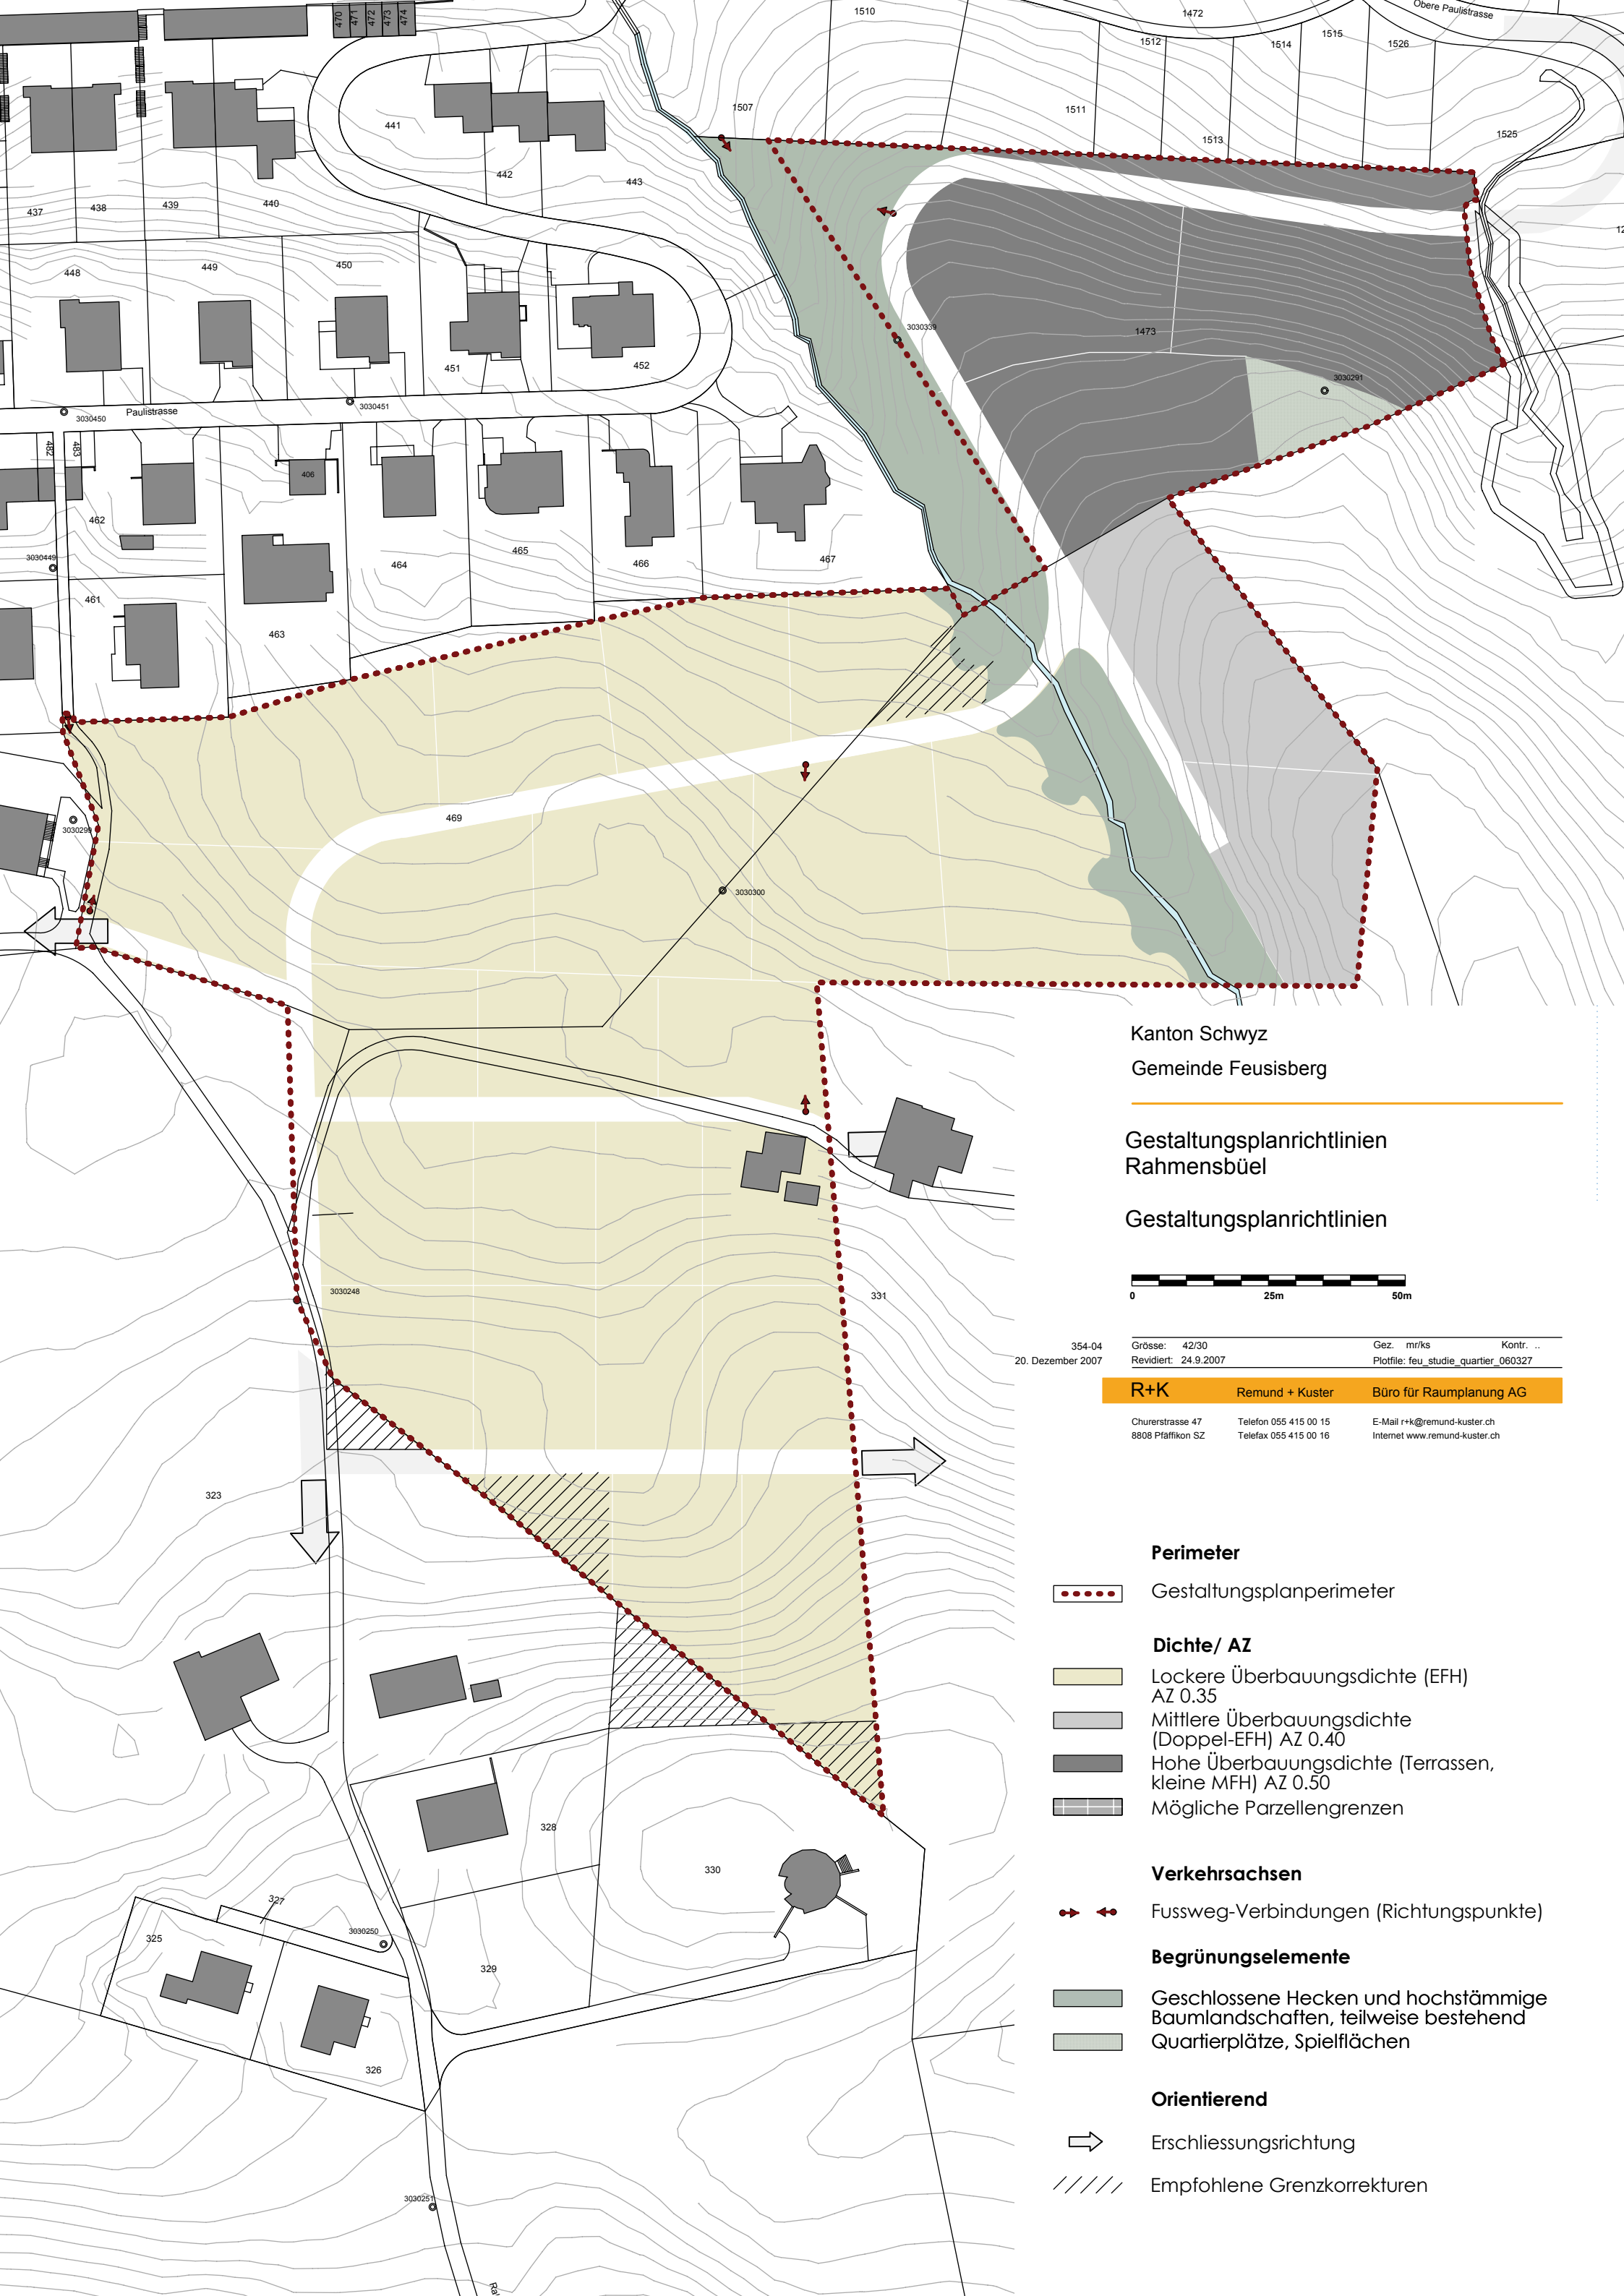 470
471
472
473
474
1510
1472
Obere Paulistrasse
1512
1514
1515
1526
1507
1511
1513
1525
441
442
443
437
438
439
440
448
449
450
451
452
3030339
1473
3030291
3030450
Paulistrasse
3030451
482
483
406
462
3030449
461
463
464
465
466
467
469
3030299
3030300
3030248
331
323
328
330
327
325
3030250
329
326
3030251
Kanton Schwyz
Gemeinde Feusisberg
Gestaltungsplanrichtlinien
Rahmensbüel
Gestaltungsplanrichtlinien
0 25m 50m
354-04 Grösse: 42/30 Gez. mr/ks Kontr. ..
20. Dezember 2007 Revidiert: 24.9.2007 Plotfile: feu_studie_quartier_060327
R+K Remund + Kuster Büro für Raumplanung AG
Churerstrasse 47 Telefon 055 415 00 15 E-Mail r+k@remund-kuster.ch
8808 Pfäffikon SZ Telefax 055 415 00 16 Internet www.remund-kuster.ch
Perimeter
Gestaltungsplanperimeter
Dichte/ AZ
Lockere Überbauungsdichte (EFH)
AZ 0.35
Mittlere Überbauungsdichte
(Doppel-EFH) AZ 0.40
Hohe Überbauungsdichte (Terrassen,
kleine MFH) AZ 0.50
Mögliche Parzellengrenzen
Verkehrsachsen
Fussweg-Verbindungen (Richtungspunkte)
Begrünungselemente
Geschlossene Hecken und hochstämmige
Baumlandschaften, teilweise bestehend
Quartierplätze, Spielflächen
Orientierend
Erschliessungsrichtung
Empfohlene Grenzkorrekturen